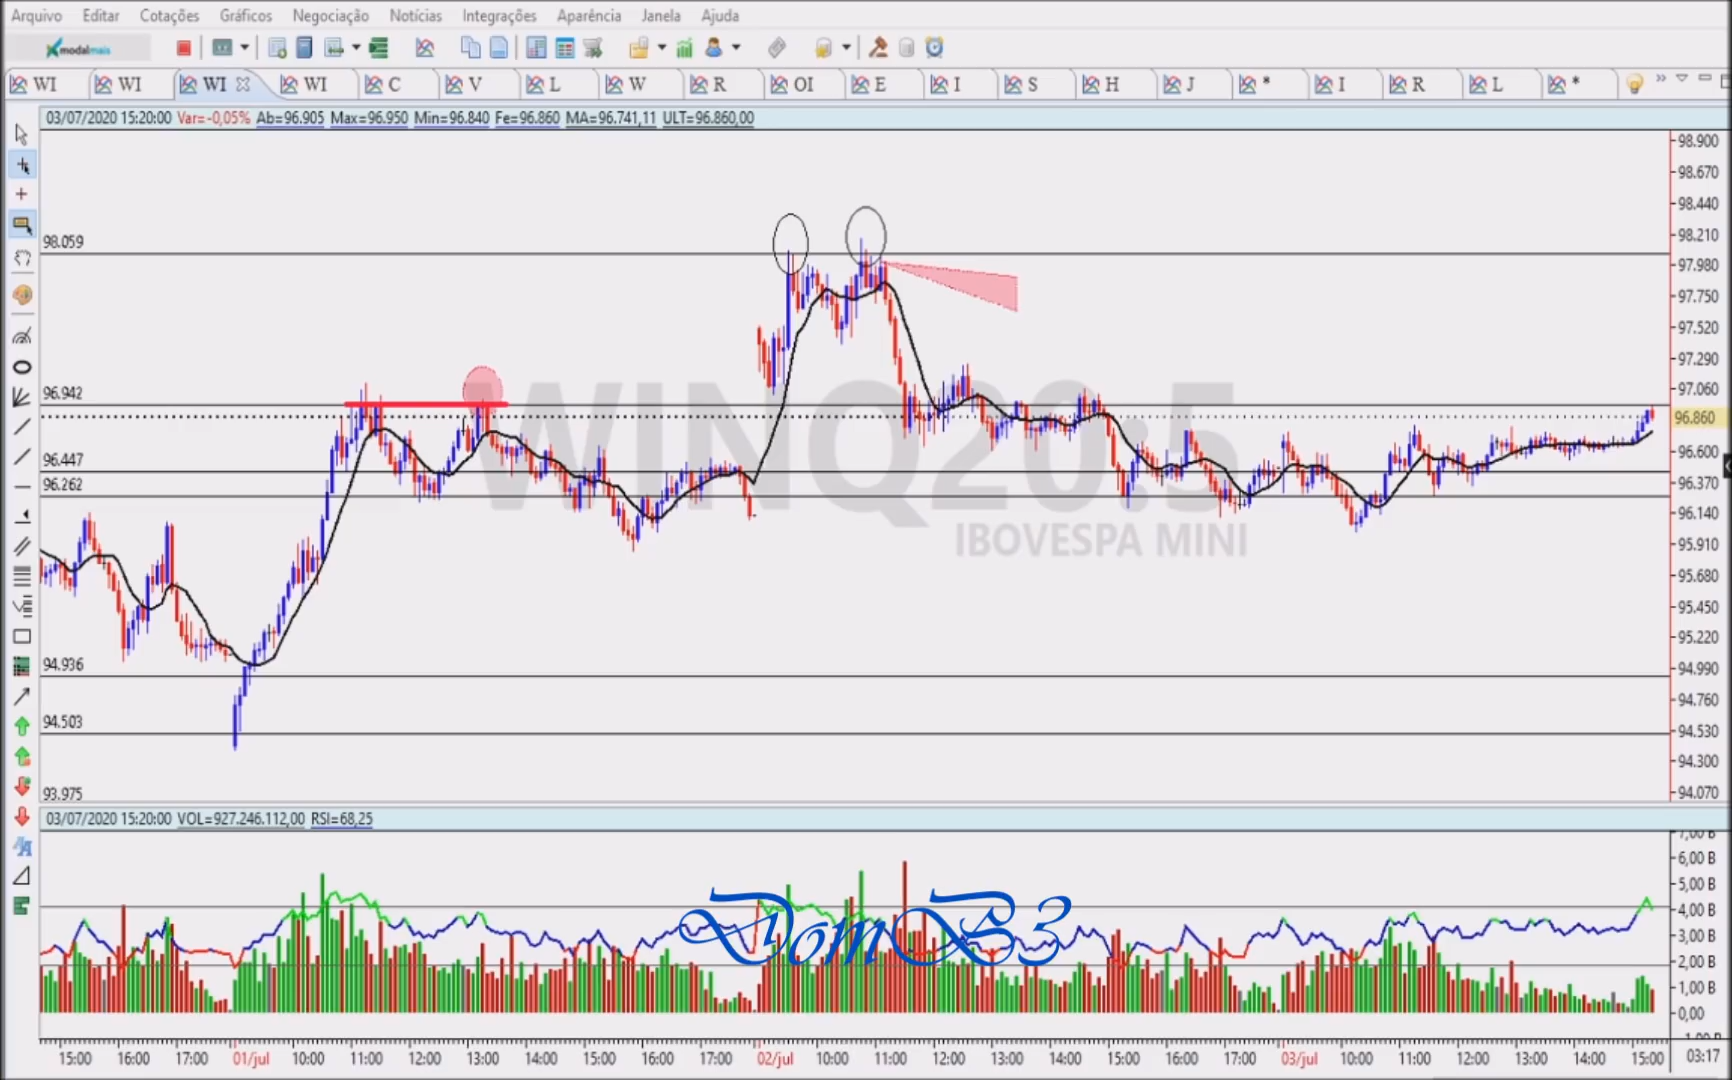 Arquivo Editar Cotações Gráficos Negociação Notícias Integrações Aparência Janela Ajuda
modalmais
WI WI WI WI C V L W R OI E I S H J * I R L *
03/07/2020 15:20:00 Var=-0,05% Ab=96.905 Max=96.950 Min=96.840 Fe=96.860 MA=96.741,11 ULT=96.860,00
98.059
96.942
96.447
96.262
94.936
94.503
93.975
WINQ20:5
IBOVESPA MINI
98.900
98.670
98.440
98.210
97.980
97.750
97.520
97.290
97.060
96.860
96.600
96.370
96.140
95.910
95.680
95.450
95.220
94.990
94.760
94.530
94.300
94.070
03/07/2020 15:20:00 VOL=927.246.112,00 RSI=68,25
DomB3
7,00 B
6,00 B
5,00 B
4,00 B
3,00 B
2,00 B
1,00 B
0,00
15:00 16:00 17:00 01/jul 10:00 11:00 12:00 13:00 14:00 15:00 16:00 17:00 02/jul 10:00 11:00 12:00 13:00 14:00 15:00 16:00 17:00 03/jul 10:00 11:00 12:00 13:00 14:00 15:00 03:17